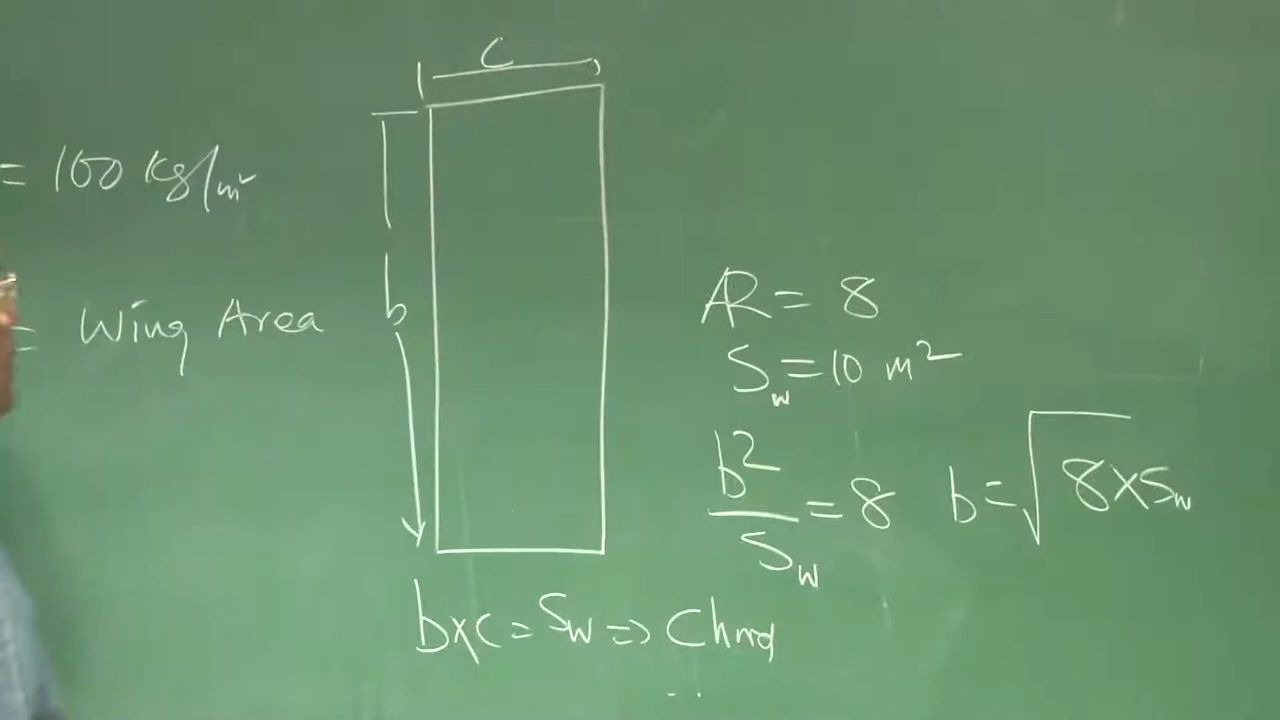 C
= 100 kg/m²
b
= Wing Area
AR = 8
S_w = 10 m²
b²/S_w = 8 b = √8×S_w
b×c = S_w ⇒ Chord